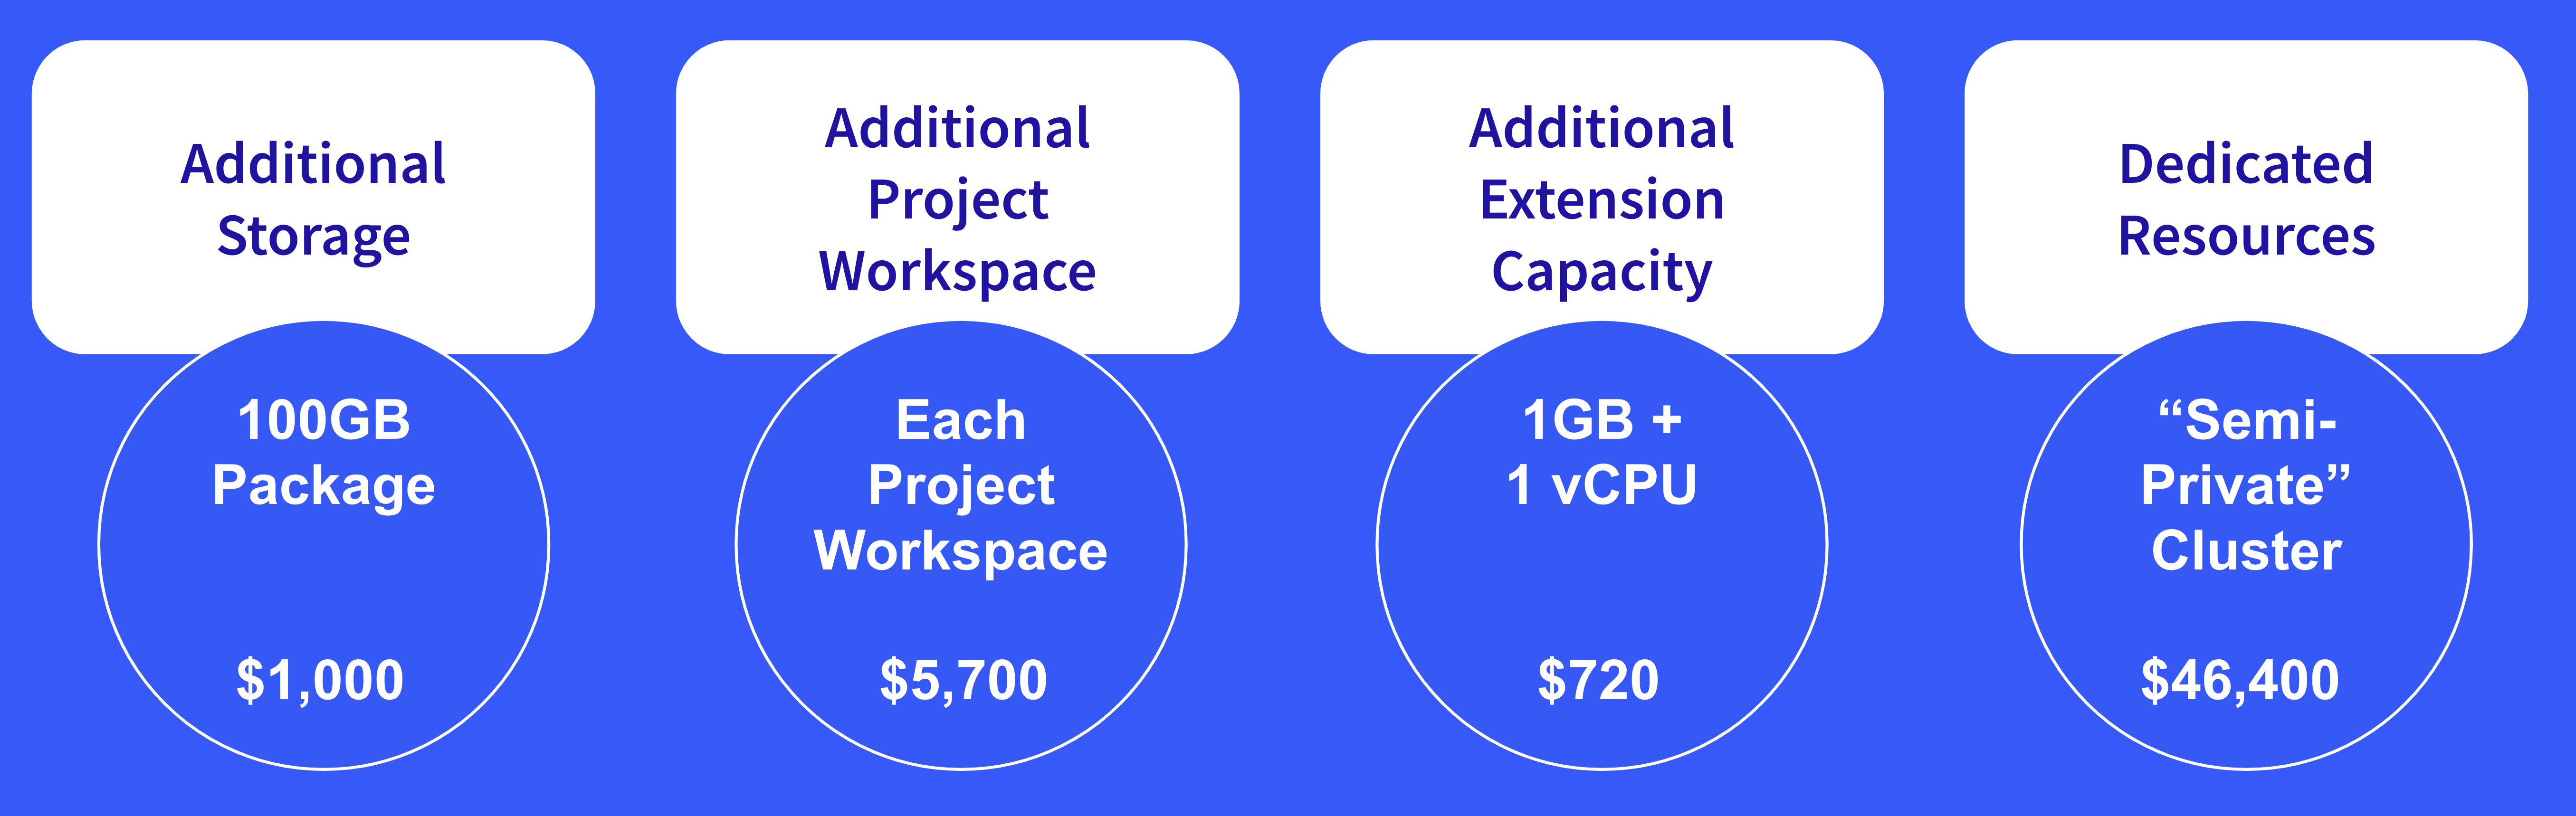 Additional
Storage
100GB
Package
$1,000
Additional
Project
Workspace
Each
Project
Workspace
$5,700
Additional
Extension
Capacity
1GB +
1 vCPU
$720
Dedicated
Resources
“Semi-
Private”
Cluster
$46,400